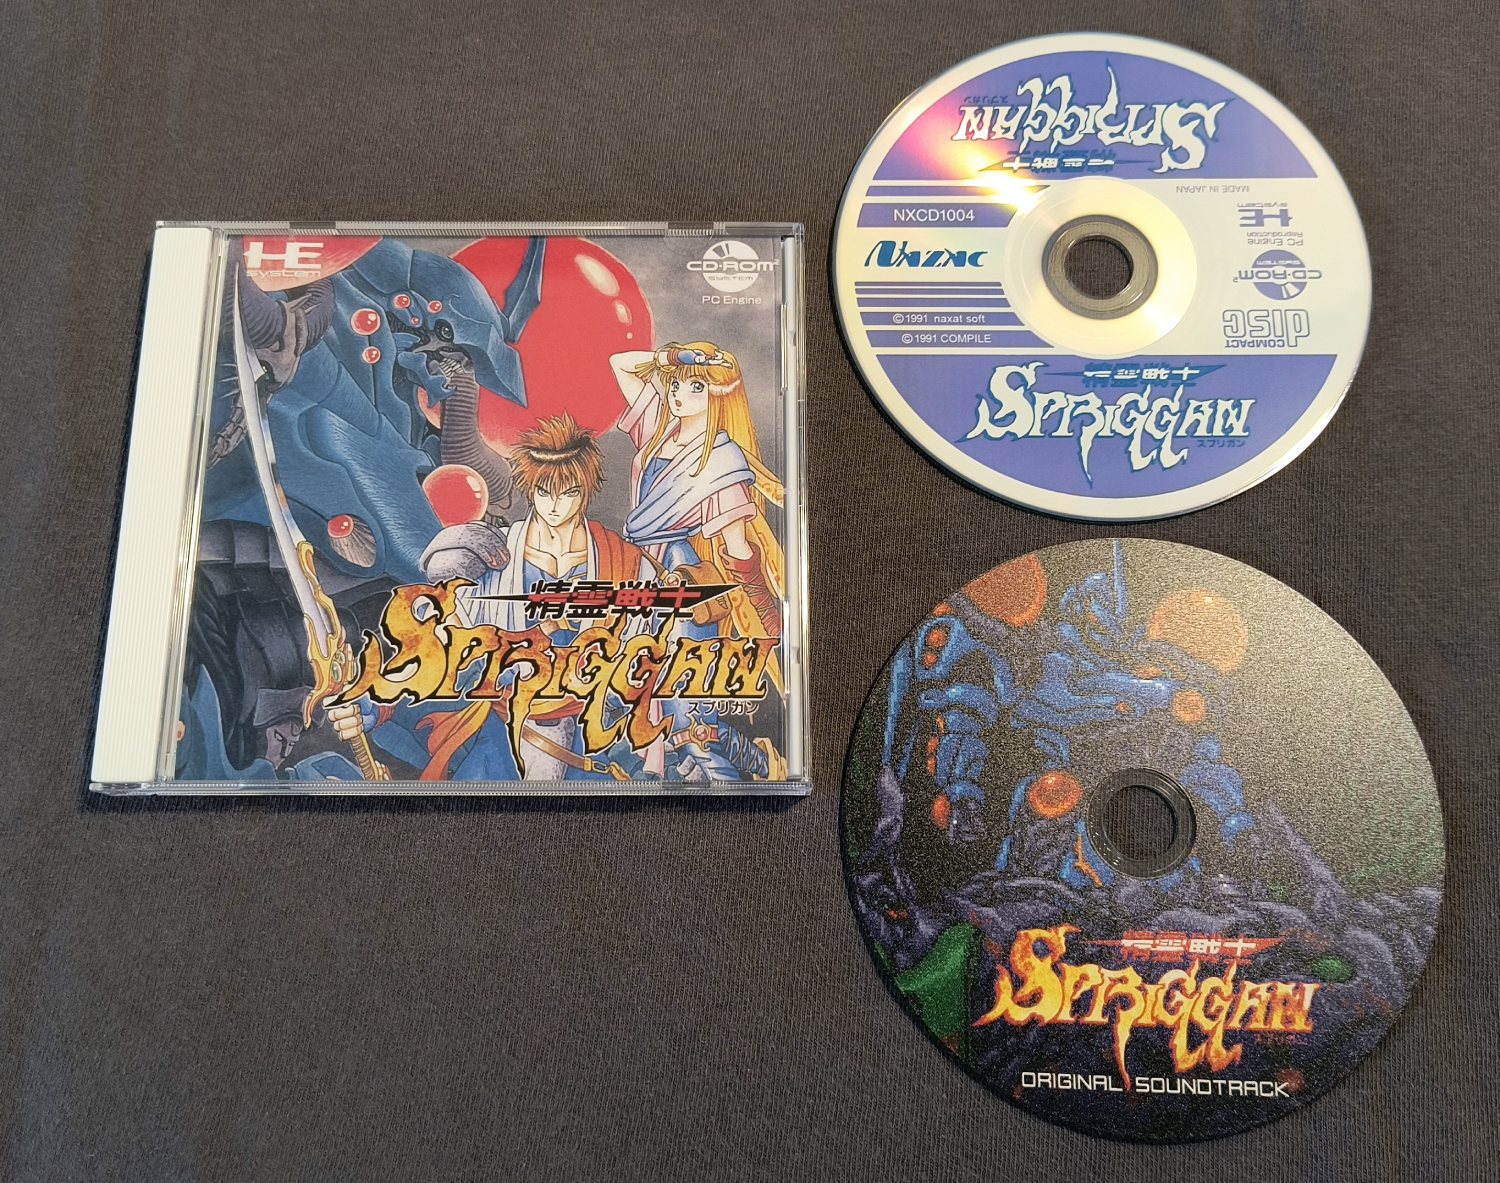 HE
system
CD-ROM²
SYSTEM
PC Engine
精霊戦士
SPRIGGAN
スプリガン
SPRIGGAN
スプリガン
精霊戦士
MADE IN JAPAN
NXCD1004
HE
system
PC Engine
Reproduction
NAZAC
CD-ROM²
SYSTEM
©1991 naxat soft
©1991 COMPILE
COMPACT
disc
精霊戦士
SPRIGGAN
スプリガン
精霊戦士
SPRIGGAN
ORIGINAL SOUNDTRACK